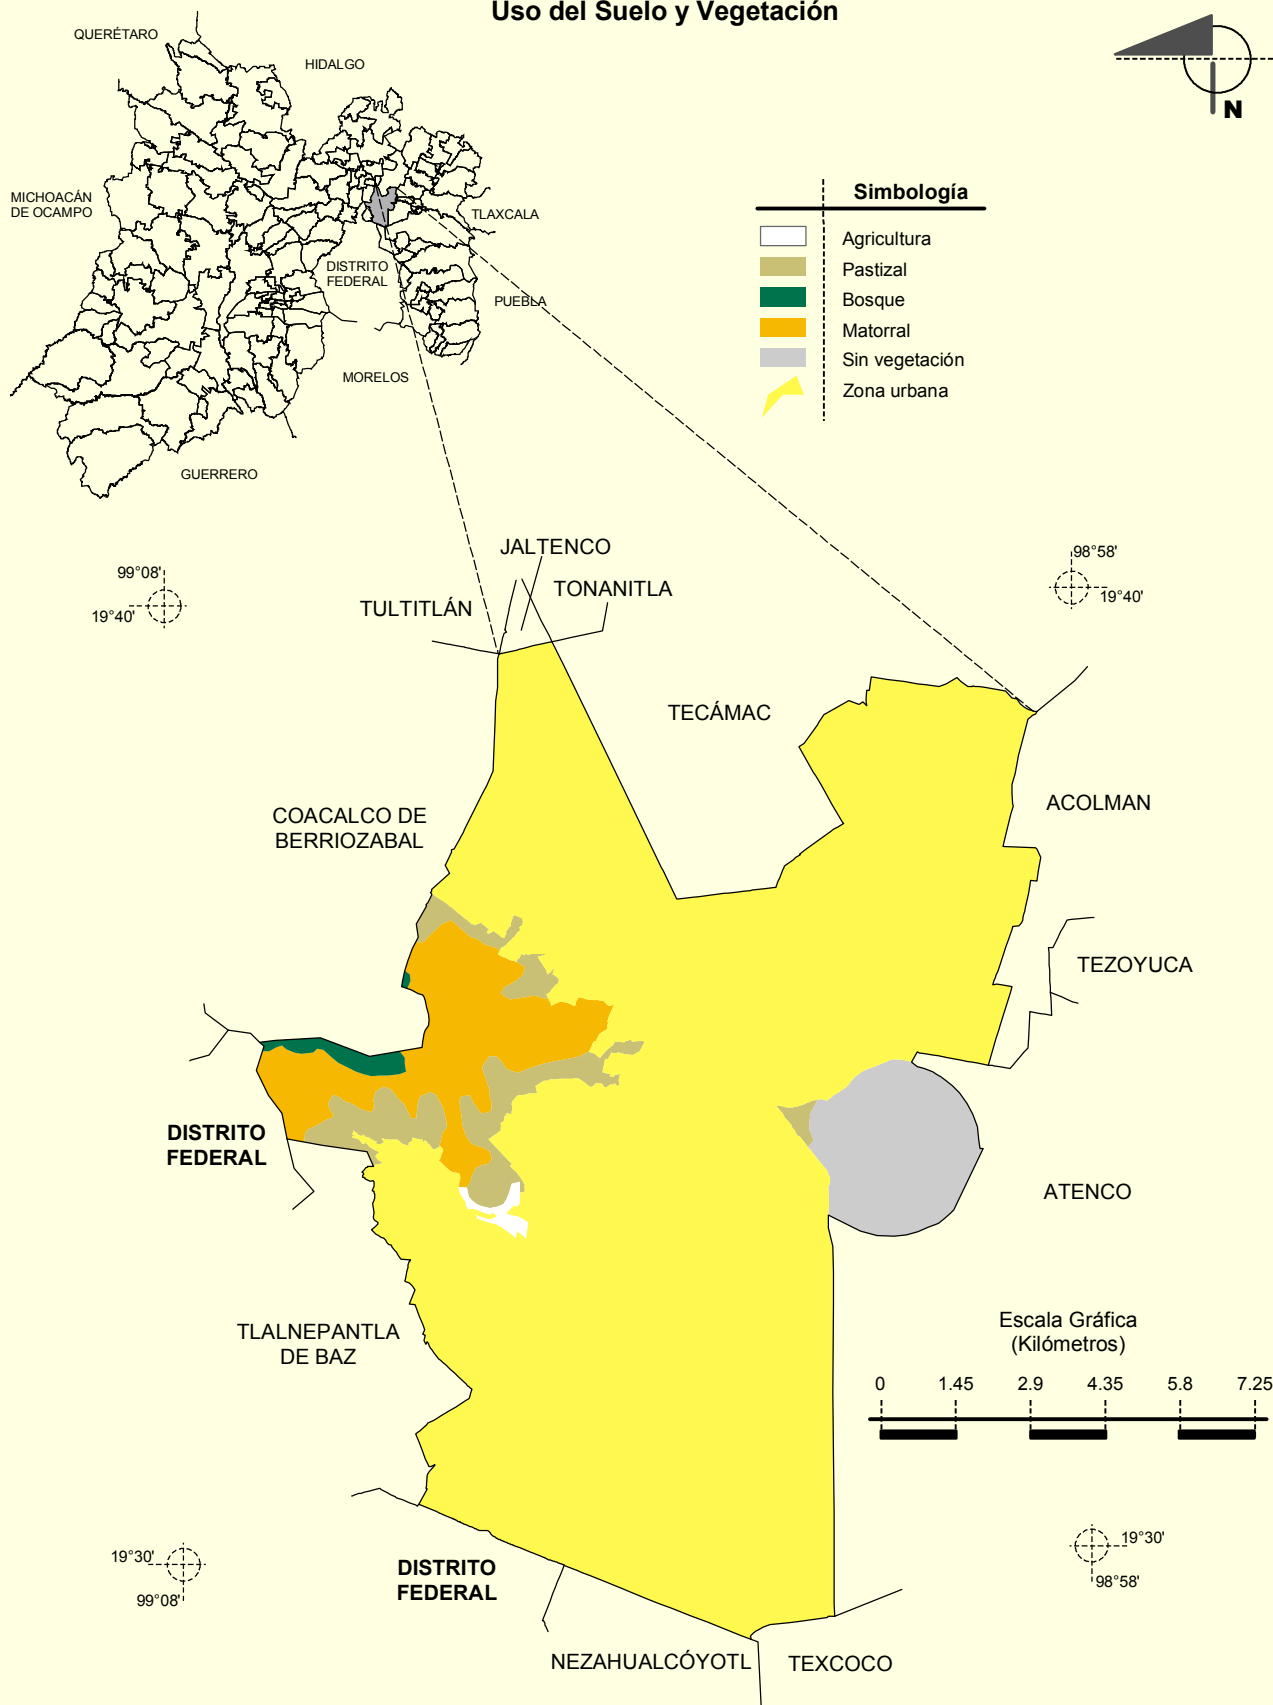 Uso del Suelo y Vegetación
QUERÉTARO
HIDALGO
N
MICHOACÁN
DE OCAMPO
TLAXCALA
DISTRITO
FEDERAL
PUEBLA
MORELOS
GUERRERO
Simbología
Agricultura
Pastizal
Bosque
Matorral
Sin vegetación
Zona urbana
JALTENCO
99°08'
19°40'
TULTITLÁN
TONANITLA
98°58'
19°40'
TECÁMAC
COACALCO DE
BERRIOZABAL
ACOLMAN
TEZOYUCA
DISTRITO
FEDERAL
ATENCO
TLALNEPANTLA
DE BAZ
Escala Gráfica
(Kilómetros)
0 1.45 2.9 4.35 5.8 7.25
19°30'
99°08'
DISTRITO
FEDERAL
19°30'
98°58'
NEZAHUALCÓYOTL
TEXCOCO